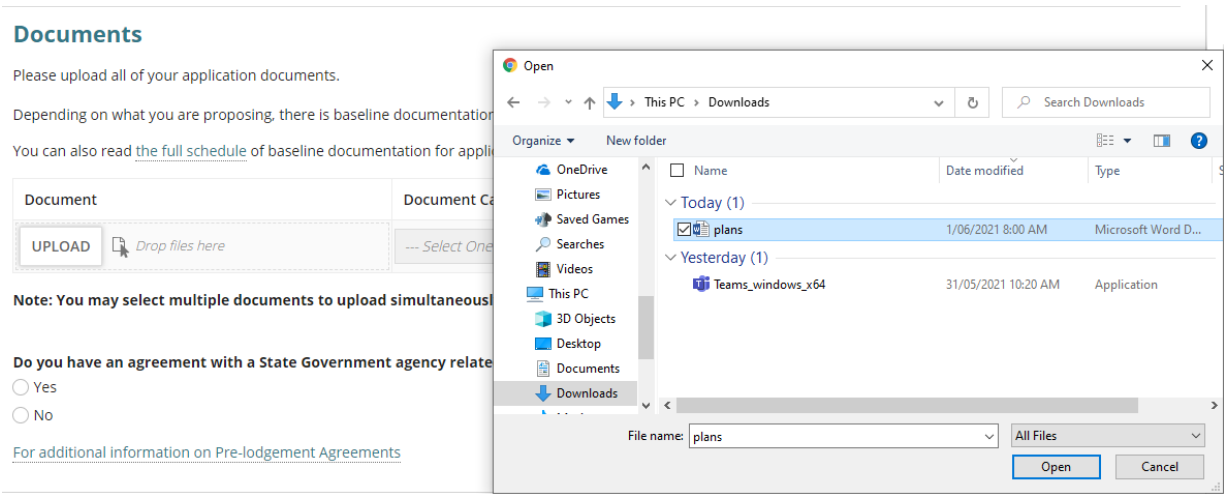 Documents
Please upload all of your application documents.
Depending on what you are proposing, there is baseline documentation
You can also read the full schedule of baseline documentation for appli
Document
Document Ca
UPLOAD
Drop files here
--- Select One
Note: You may select multiple documents to upload simultaneousl
Do you have an agreement with a State Government agency relate
Yes
No
For additional information on Pre-lodgement Agreements
Open
This PC > Downloads
Search Downloads
Organize
New folder
OneDrive
Pictures
Saved Games
Searches
Videos
This PC
3D Objects
Desktop
Documents
Downloads
Name
Date modified
Type
Today (1)
plans
1/06/2021 8:00 AM
Microsoft Word D...
Yesterday (1)
Teams_windows_x64
31/05/2021 10:20 AM
Application
File name:
plans
All Files
Open
Cancel